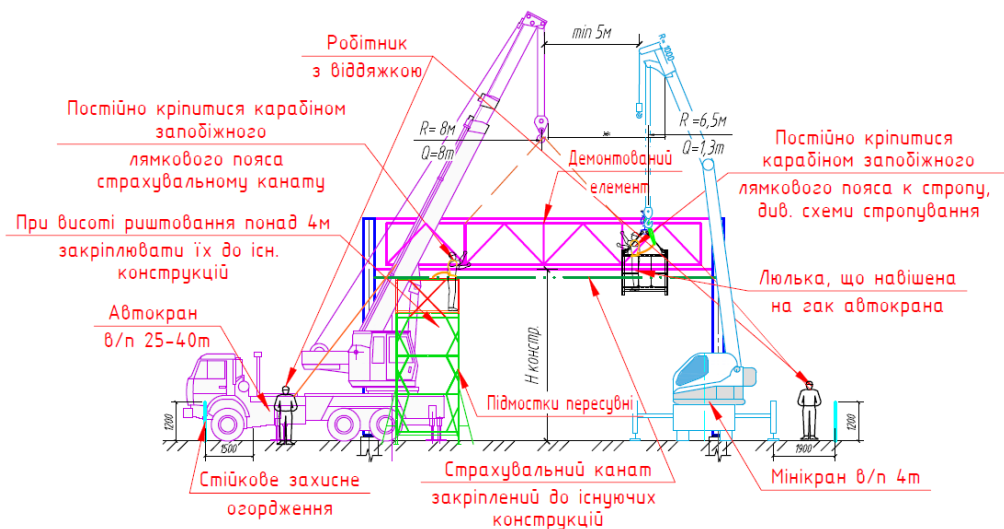 min 5м
R= 1000
Робітник
з віддяжкою
Постійно кріпитися карабіном
запобіжного
лямкового пояса
страхувальному канату
R= 8м
Q=8т
R =6,5м
Q=1,3т
Демонтований
елемент
Постійно кріпитися
карабіном запобіжного
лямкового пояса к стропу,
див. схеми стропування
При висоті риштовання понад 4м
закріплювати їх до існ.
конструкцій
Люлька, що навішена
на гак автокрана
Автокран
в/п 25-40т
Н констр.
Підмостки пересувні
1200
1500
1900
1200
Стійкове захисне
огордження
Страхувальний канат
закріплений до існуючих
конструкцій
Мінікран в/п 4т